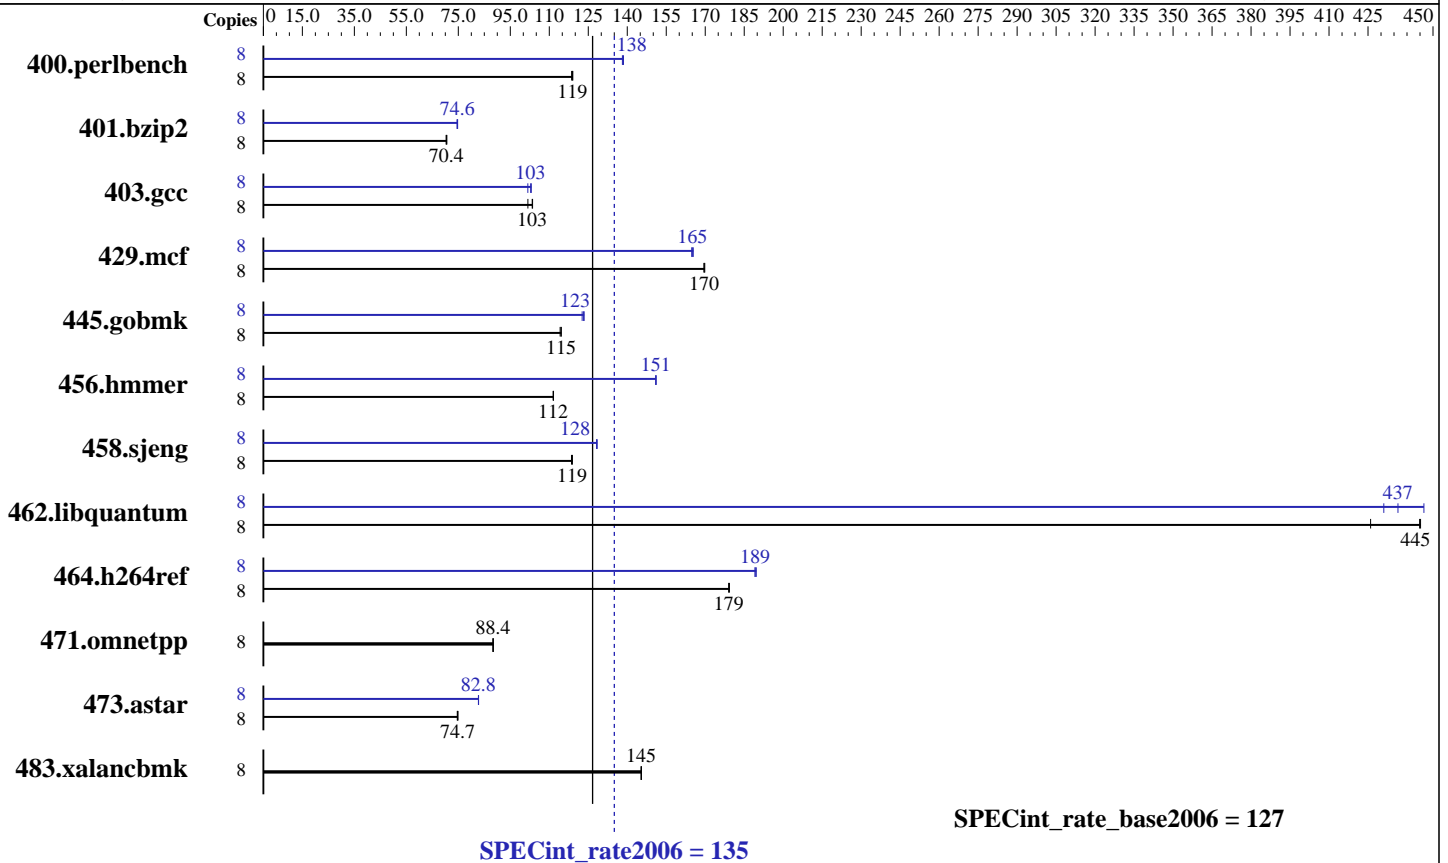 Copies 0 15.0 35.0 55.0 75.0 95.0 110 125 140 155 170 185 200 215 230 245 260 275 290 305 320 335 350 365 380 395 410 425 450
400.perlbench 8 138
8 119
401.bzip2 8 74.6
8 70.4
403.gcc 8 103
8 103
429.mcf 8 165
8 170
445.gobmk 8 123
8 115
456.hmmer 8 151
8 112
458.sjeng 8 128
8 119
462.libquantum 8 437
8 445
464.h264ref 8 189
8 179
471.omnetpp 8 88.4
473.astar 8 82.8
8 74.7
483.xalancbmk 8 145
SPECint_rate_base2006 = 127
SPECint_rate2006 = 135